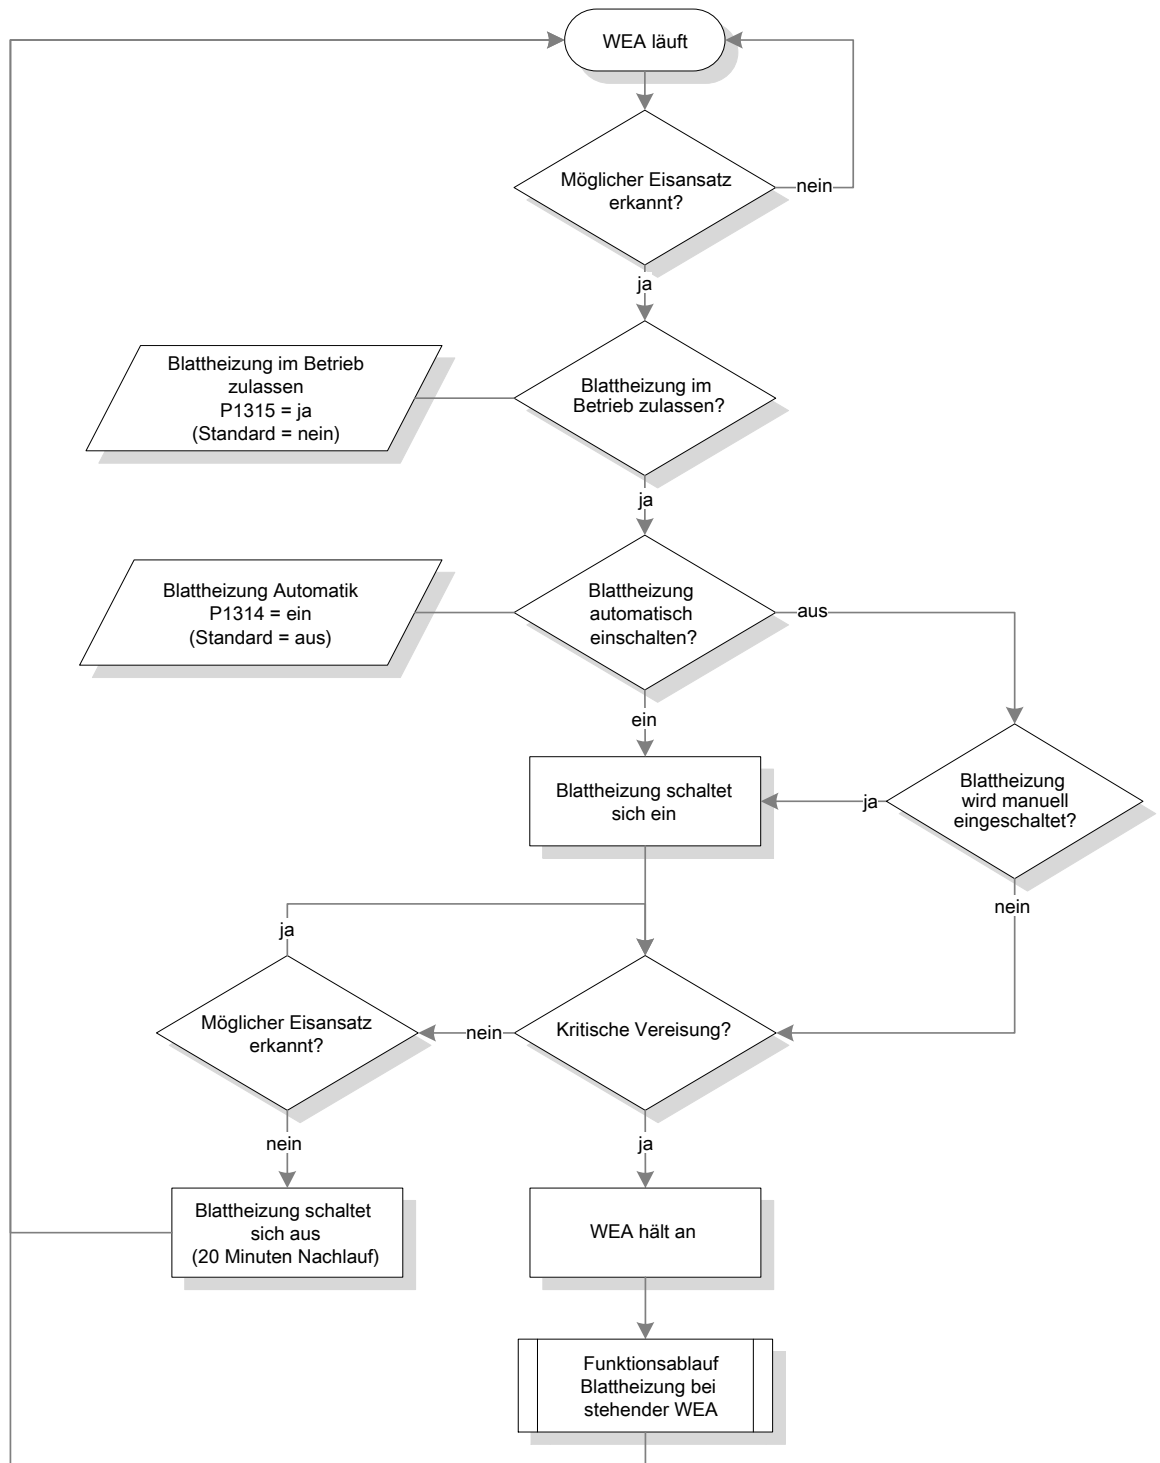 WEA läuft
Möglicher Eisansatz
erkannt?
nein
ja
Blattheizung im Betrieb
zulassen
P1315 = ja
(Standard = nein)
Blattheizung im
Betrieb zulassen?
ja
Blattheizung Automatik
P1314 = ein
(Standard = aus)
Blattheizung
automatisch
einschalten?
aus
ein
Blattheizung schaltet
sich ein
ja
Blattheizung
wird manuell
eingeschaltet?
nein
ja
Möglicher Eisansatz
erkannt?
nein
Kritische Vereisung?
nein
ja
Blattheizung schaltet
sich aus
(20 Minuten Nachlauf)
WEA hält an
Funktionsablauf
Blattheizung bei
stehender WEA